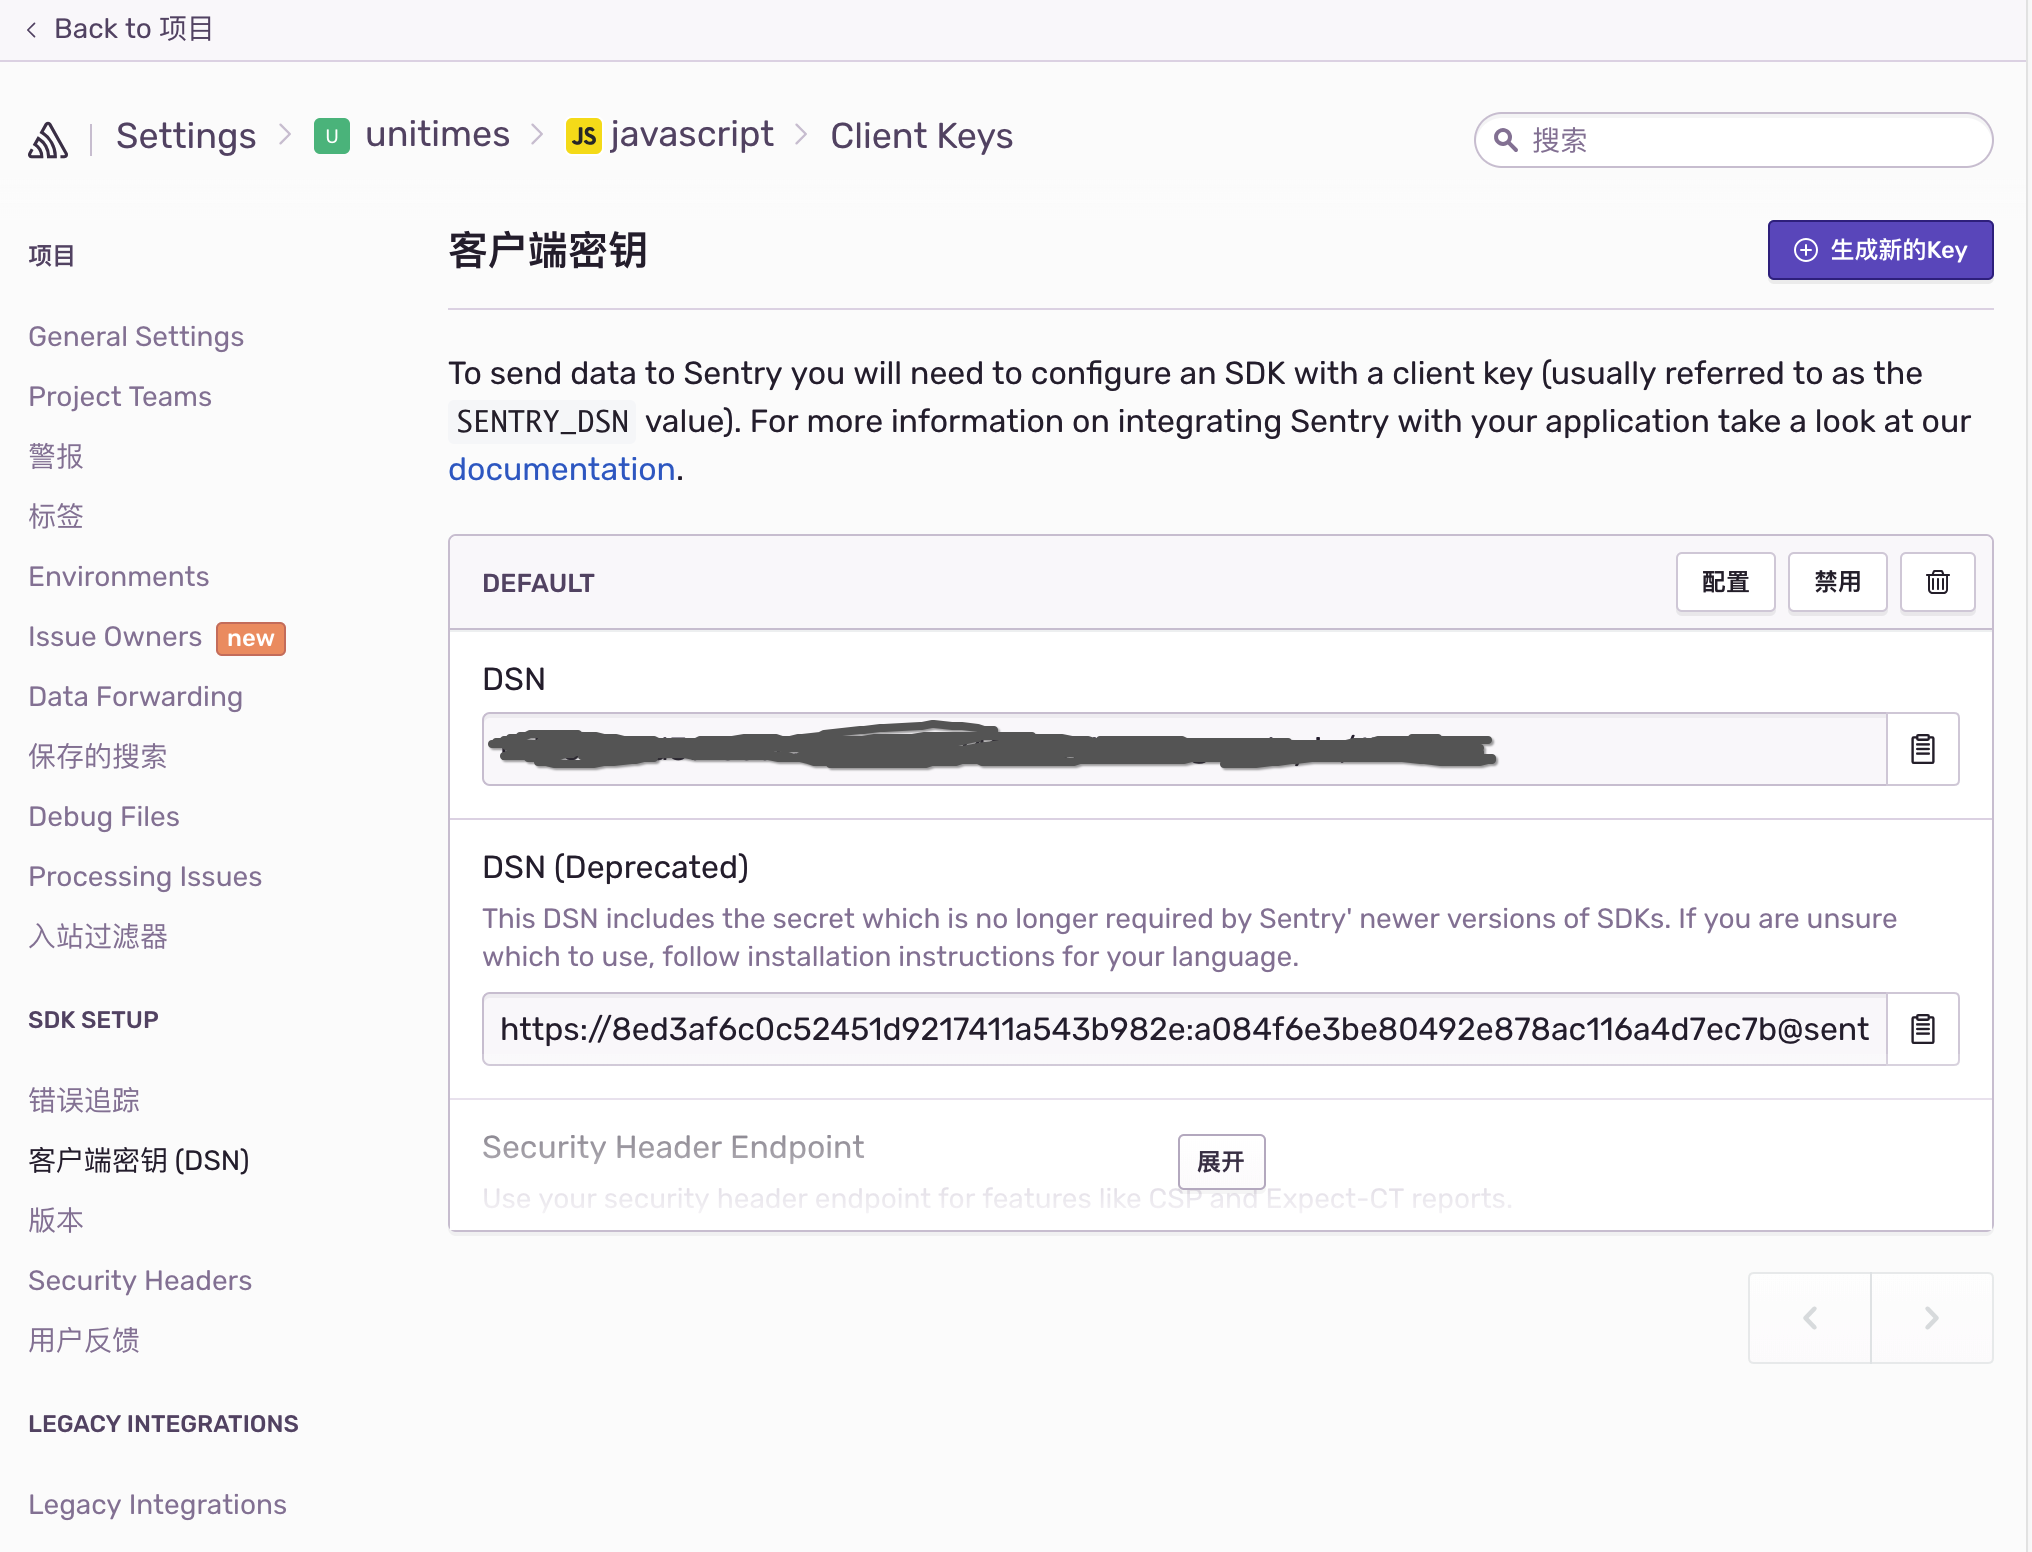 Back to 项目
Settings
U unitimes
JS javascript
Client Keys
搜索
项目
General Settings
Project Teams
警报
标签
Environments
Issue Owners new
Data Forwarding
保存的搜索
Debug Files
Processing Issues
入站过滤器
SDK SETUP
错误追踪
客户端密钥 (DSN)
版本
Security Headers
用户反馈
LEGACY INTEGRATIONS
Legacy Integrations
客户端密钥
生成新的Key
To send data to Sentry you will need to configure an SDK with a client key (usually referred to as the
SENTRY_DSN value). For more information on integrating Sentry with your application take a look at our
documentation.
DEFAULT
配置
禁用
DSN
DSN (Deprecated)
This DSN includes the secret which is no longer required by Sentry' newer versions of SDKs. If you are unsure
which to use, follow installation instructions for your language.
https://8ed3af6c0c52451d9217411a543b982e:a084f6e3be80492e878ac116a4d7ec7b@sent
Security Header Endpoint
展开
Use your security header endpoint for features like CSP and Expect-CT reports.